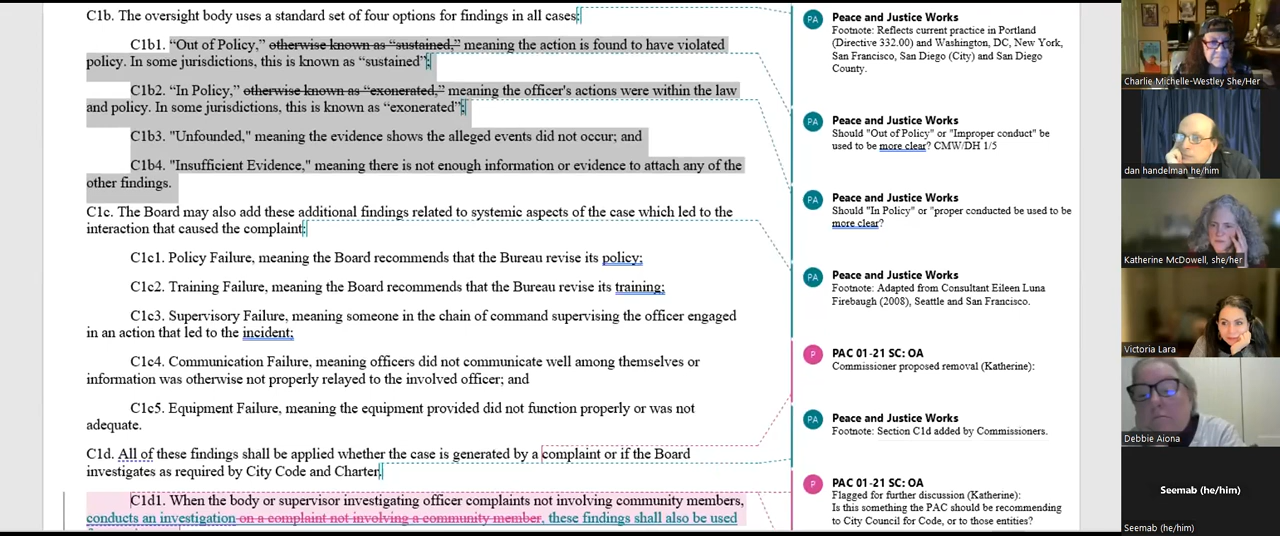 C1b. The oversight body uses a standard set of four options for findings in all cases:
C1b1. “Out of Policy,” otherwise known as “sustained,” meaning the action is found to have violated
policy. In some jurisdictions, this is known as “sustained”;
C1b2. “In Policy,” otherwise known as “exonerated,” meaning the officer's actions were within the law
and policy. In some jurisdictions, this is known as “exonerated”;
C1b3. "Unfounded," meaning the evidence shows the alleged events did not occur; and
C1b4. "Insufficient Evidence," meaning there is not enough information or evidence to attach any of the
other findings.
C1c. The Board may also add these additional findings related to systemic aspects of the case which led to the
interaction that caused the complaint:
C1c1. Policy Failure, meaning the Board recommends that the Bureau revise its policy;
C1c2. Training Failure, meaning the Board recommends that the Bureau revise its training;
C1c3. Supervisory Failure, meaning someone in the chain of command supervising the officer engaged
in an action that led to the incident;
C1c4. Communication Failure, meaning officers did not communicate well among themselves or
information was otherwise not properly relayed to the involved officer; and
C1c5. Equipment Failure, meaning the equipment provided did not function properly or was not
adequate.
C1d. All of these findings shall be applied whether the case is generated by a complaint or if the Board
investigates as required by City Code and Charter.
C1d1. When the body or supervisor investigating officer complaints not involving community members,
conducts an investigation on a complaint not involving a community member, these findings shall also be used
PA
Peace and Justice Works
Footnote: Reflects current practice in Portland
(Directive 332.00) and Washington, DC, New York,
San Francisco, San Diego (City) and San Diego
County.
PA
Peace and Justice Works
Should "Out of Policy" or "Improper conduct" be
used to be more clear? CMW/DH 1/5
PA
Peace and Justice Works
Should "In Policy" or "proper conducted be used to be
more clear?
PA
Peace and Justice Works
Footnote: Adapted from Consultant Eileen Luna
Firebaugh (2008), Seattle and San Francisco.
P
PAC 01-21 SC: OA
Commissioner proposed removal (Katherine):
PA
Peace and Justice Works
Footnote: Section C1d added by Commissioners.
P
PAC 01-21 SC: OA
Flagged for further discussion (Katherine):
Is this something the PAC should be recommending
to City Council for Code, or to those entities?
Charlie Michelle-Westley She/Her
dan handelman he/him
Katherine McDowell, she/her
Victoria Lara
Debbie Aiona
Seemab (he/him)
Seemab (he/him)